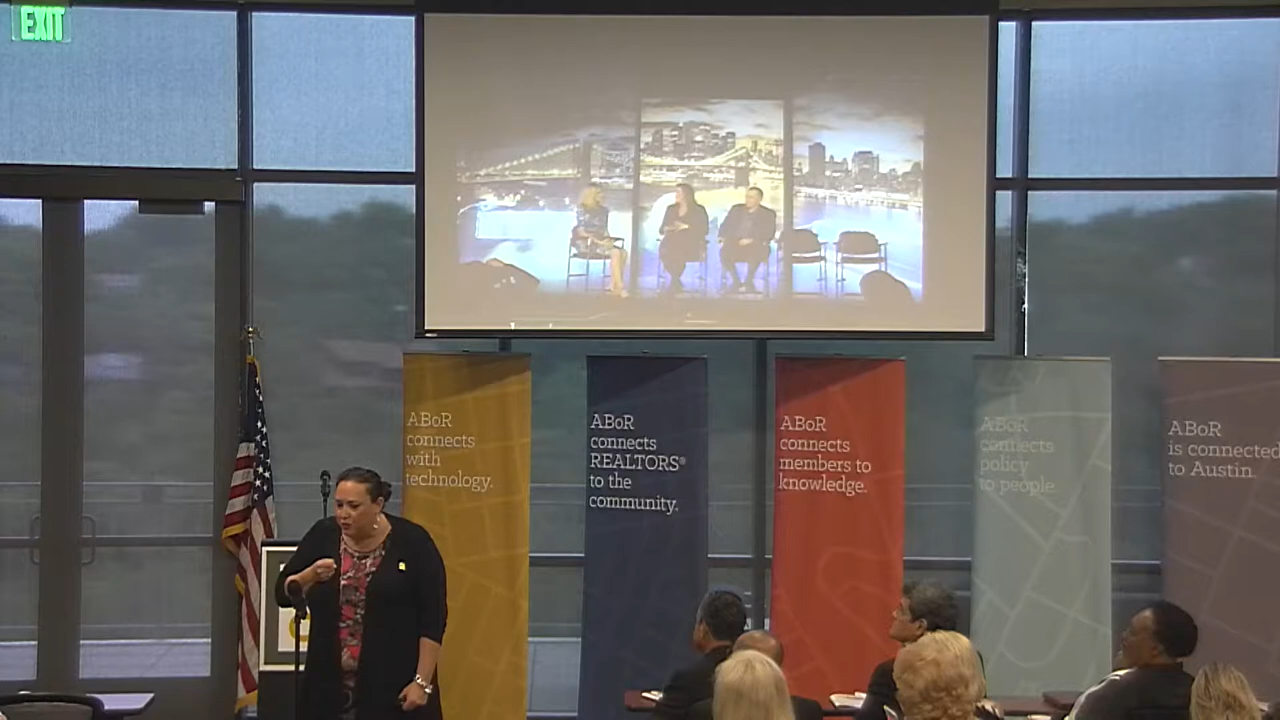 EXIT
ABoR
connects
with
technology.
ABoR
connects
REALTORS®
to the
community.
ABoR
connects
members to
knowledge.
ABoR
connects
policy
to people.
ABoR
is connected
to Austin.